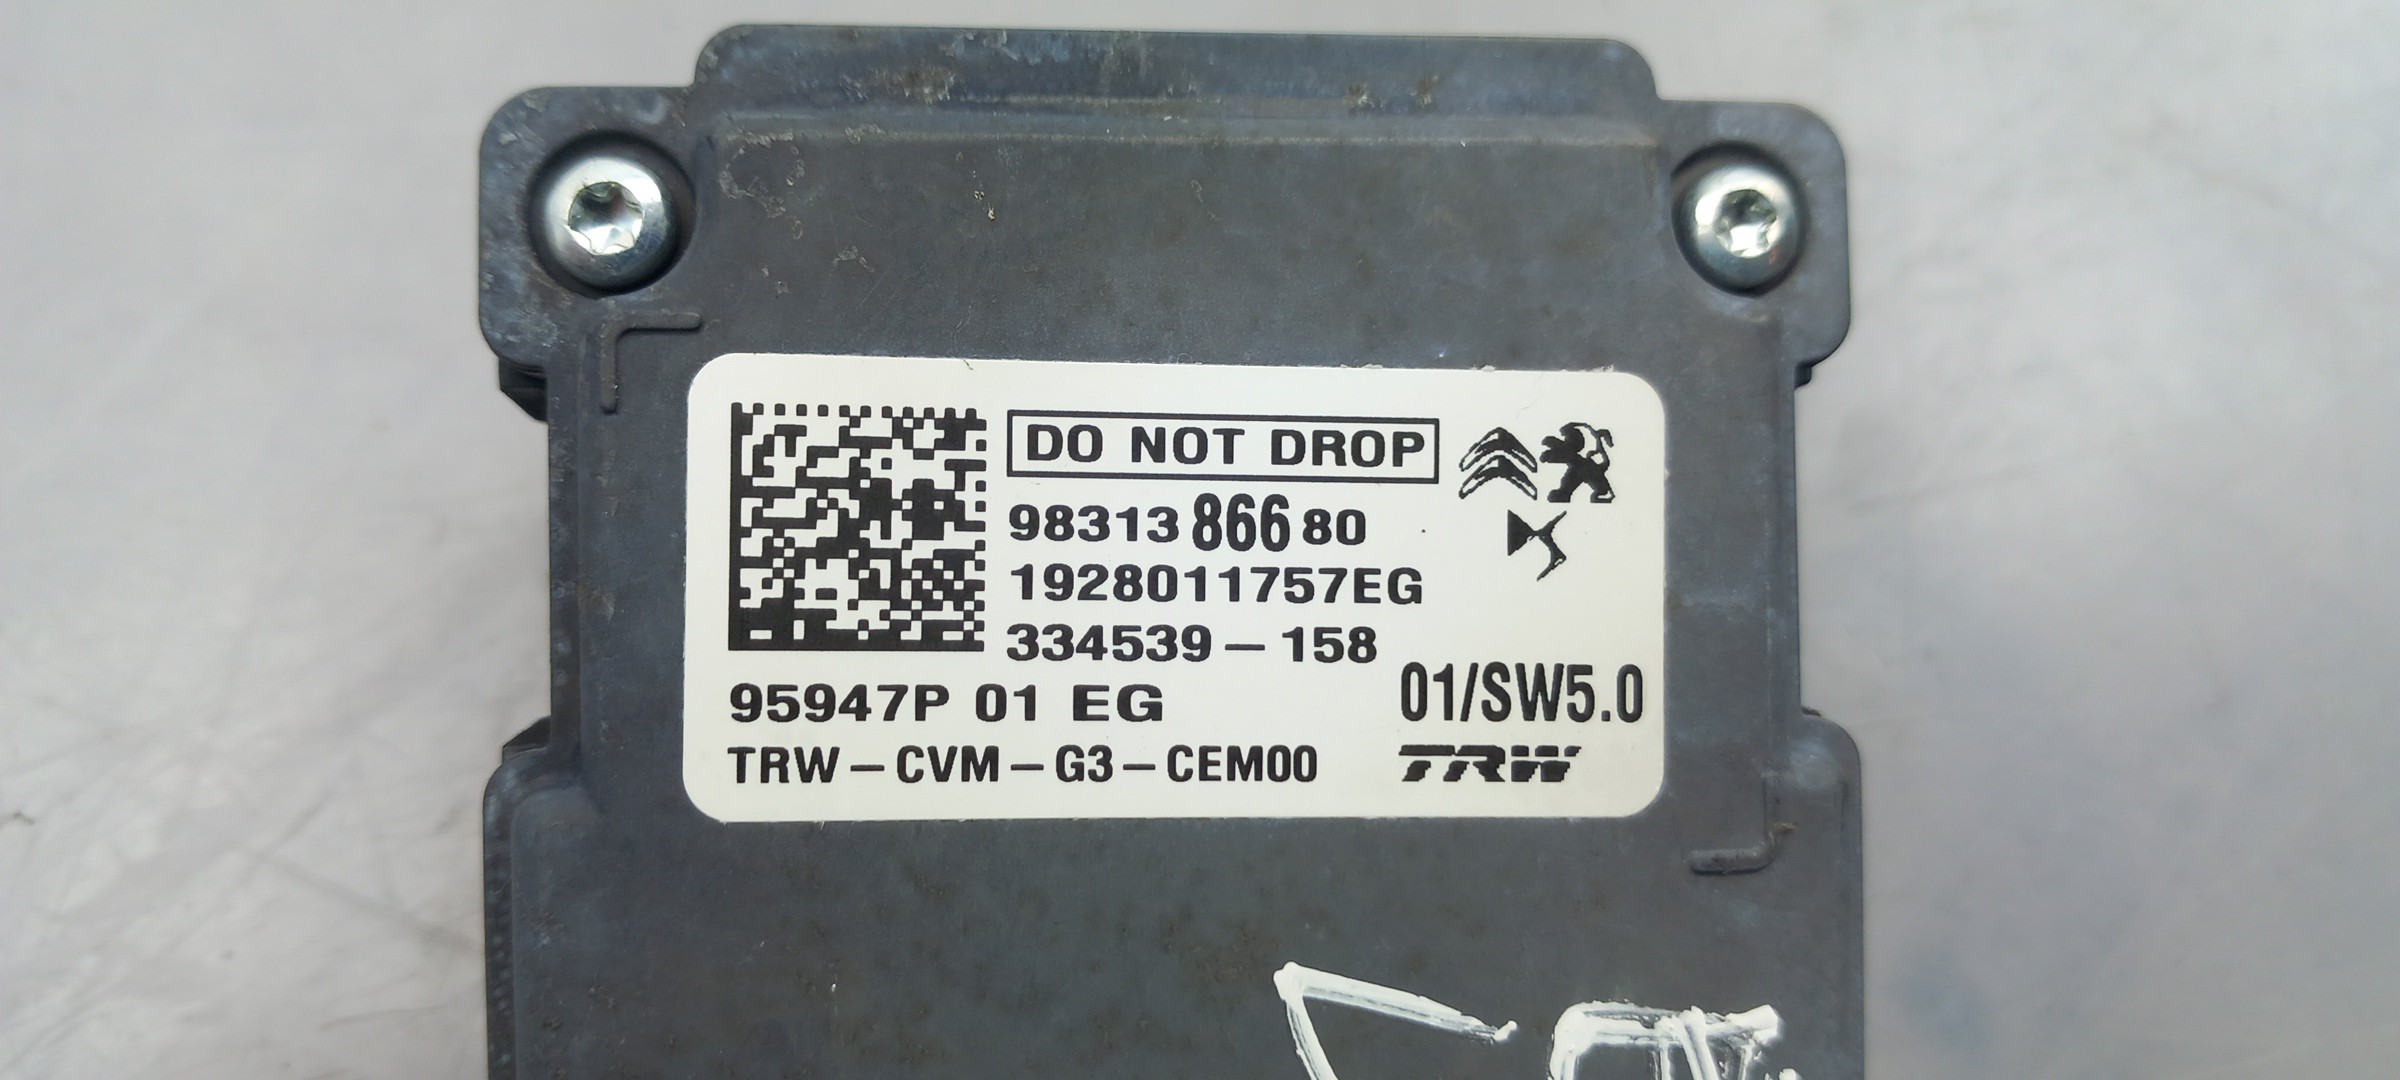 DO NOT DROP
98313 866 80
1928011757EG
334539-158
95947P 01 EG
01/SW5.0
TRW-CVM-G3-CEM00
TRW